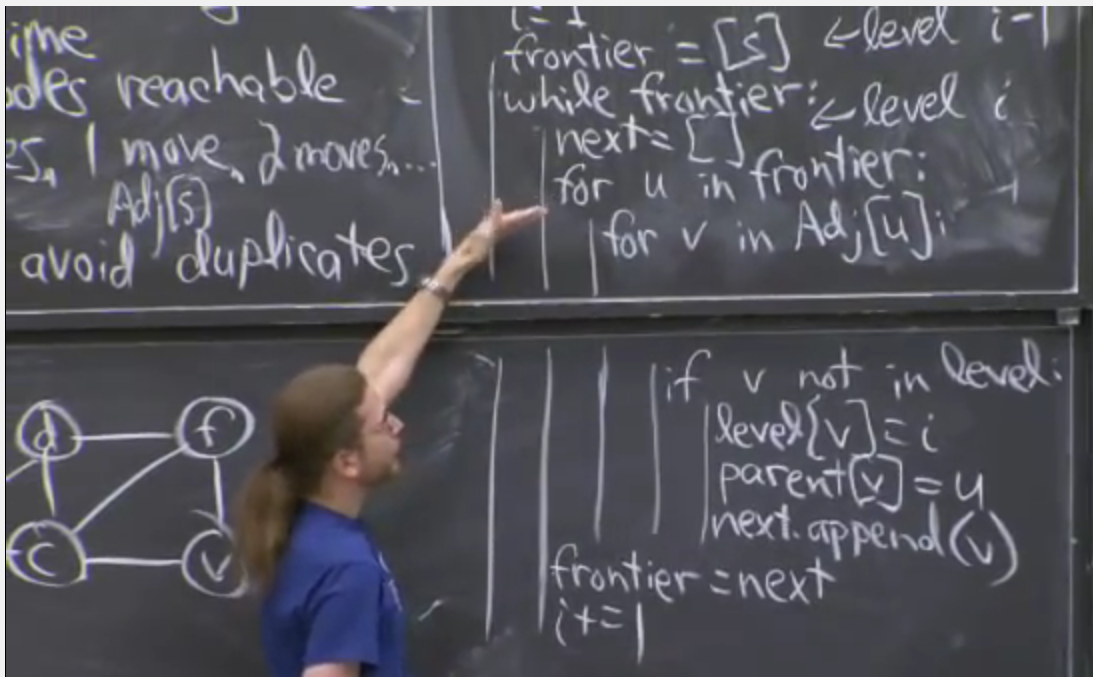 ime
odes reachable
es, 1 move, 2 moves, ...
Adj[s]
avoid duplicates
i = 1
frontier = [s] ← level i-1
while frontier: ← level i
next = [ ]
for u in frontier:
for v in Adj[u]:
if v not in level:
level[v] = i
parent[v] = u
next.append(v)
frontier = next
i += 1
d f
c v